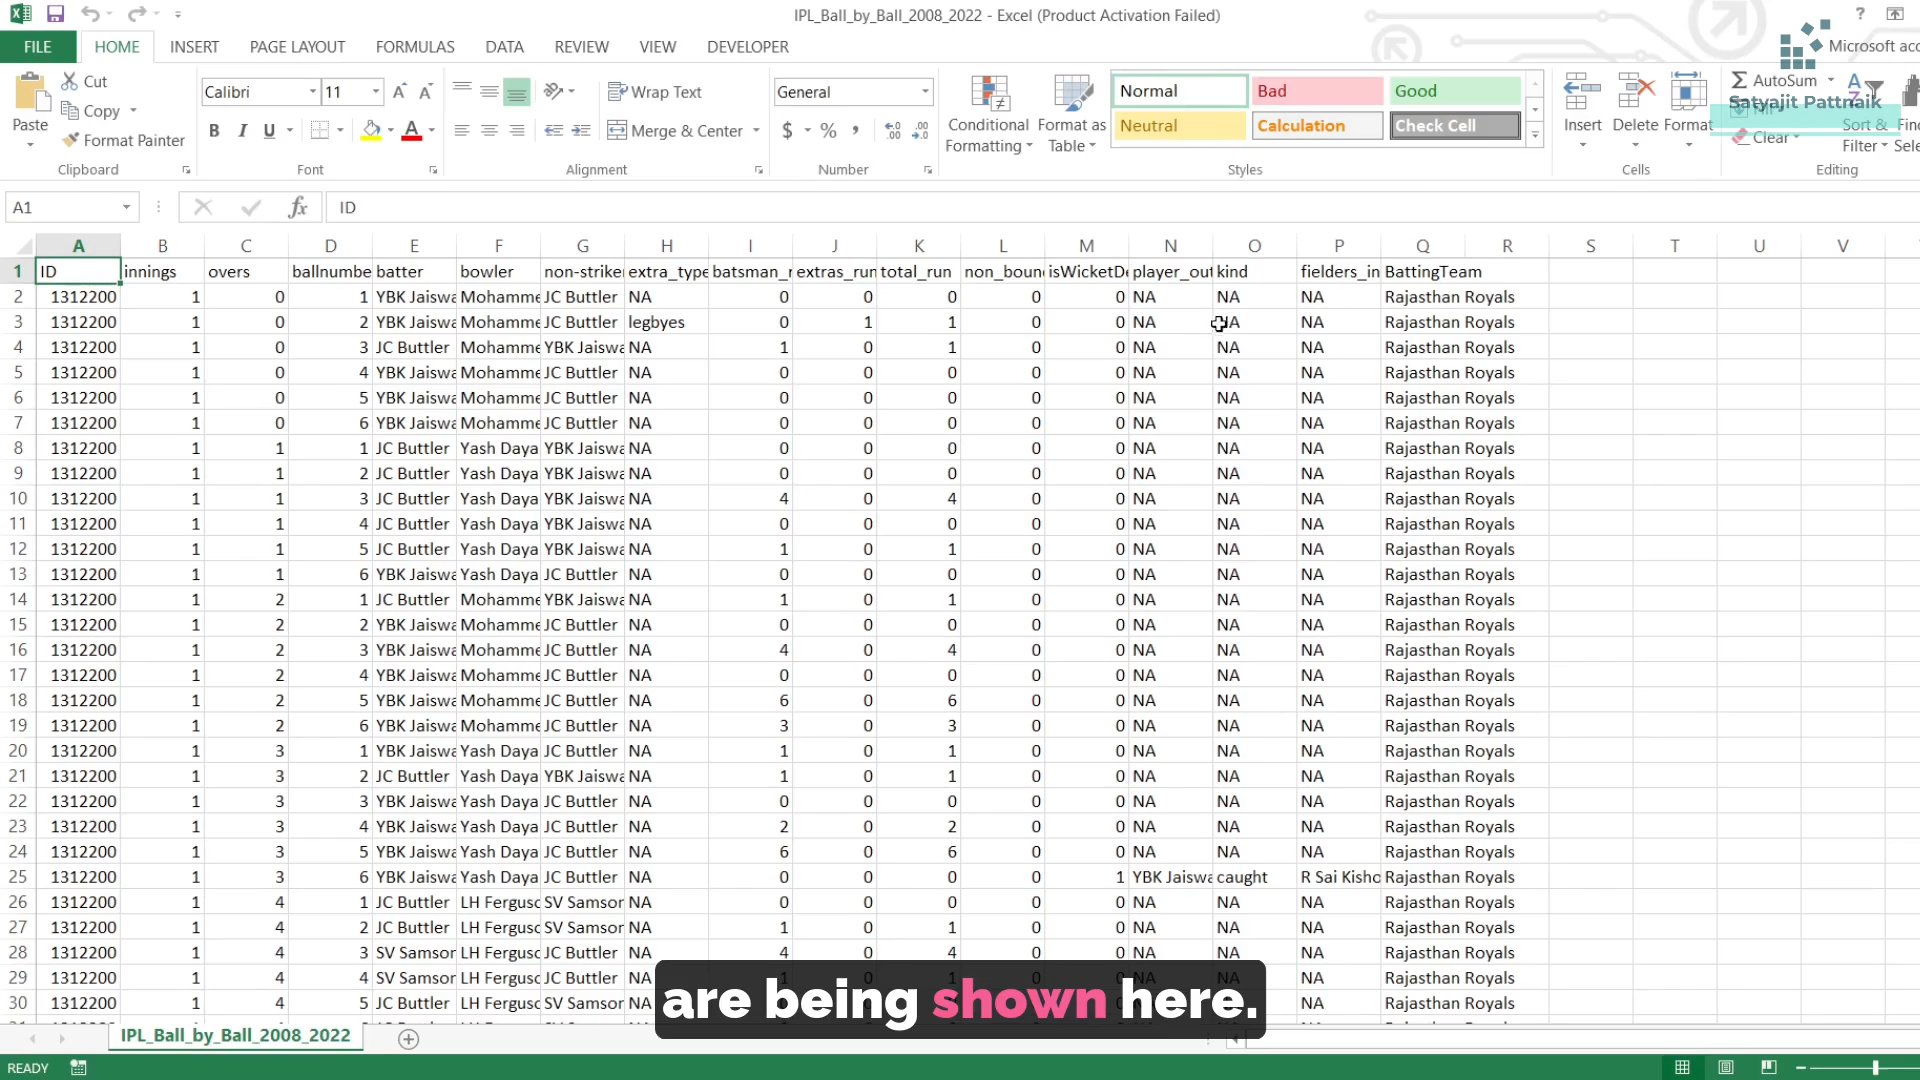 IPL_Ball_by_Ball_2008_2022 - Excel (Product Activation Failed)
?
FILE HOME INSERT PAGE LAYOUT FORMULAS DATA REVIEW VIEW DEVELOPER Microsoft acc
Cut
Copy
Format Painter
Paste
Calibri 11
B I U
Wrap Text
Merge & Center
General
$ % ,
Conditional Formatting
Format as Table
Normal Bad Good
Neutral Calculation Check Cell
Insert Delete Format
AutoSum
Fill
Clear
Sort & Filter
Satyajit Pattnaik
Clipboard Font Alignment Number Styles Cells Editing
A1 fx ID
A B C D E F G H I J K L M N O P Q R S T U V
1 ID innings overs ballnumbe batter bowler non-strike extra_type batsman_r extras_run total_run non_boun isWicketDe player_out kind fielders_in BattingTeam
2 1312200 1 0 1 YBK Jaiswa Mohamme JC Buttler NA 0 0 0 0 0 NA NA NA Rajasthan Royals
3 1312200 1 0 2 YBK Jaiswa Mohamme JC Buttler legbyes 0 1 1 0 0 NA NA NA Rajasthan Royals
4 1312200 1 0 3 JC Buttler Mohamme YBK Jaiswa NA 1 0 1 0 0 NA NA NA Rajasthan Royals
5 1312200 1 0 4 YBK Jaiswa Mohamme JC Buttler NA 0 0 0 0 0 NA NA NA Rajasthan Royals
6 1312200 1 0 5 YBK Jaiswa Mohamme JC Buttler NA 0 0 0 0 0 NA NA NA Rajasthan Royals
7 1312200 1 0 6 YBK Jaiswa Mohamme JC Buttler NA 0 0 0 0 0 NA NA NA Rajasthan Royals
8 1312200 1 1 1 JC Buttler Yash Daya YBK Jaiswa NA 0 0 0 0 0 NA NA NA Rajasthan Royals
9 1312200 1 1 2 JC Buttler Yash Daya YBK Jaiswa NA 0 0 0 0 0 NA NA NA Rajasthan Royals
10 1312200 1 1 3 JC Buttler Yash Daya YBK Jaiswa NA 4 0 4 0 0 NA NA NA Rajasthan Royals
11 1312200 1 1 4 JC Buttler Yash Daya YBK Jaiswa NA 0 0 0 0 0 NA NA NA Rajasthan Royals
12 1312200 1 1 5 JC Buttler Yash Daya YBK Jaiswa NA 1 0 1 0 0 NA NA NA Rajasthan Royals
13 1312200 1 1 6 YBK Jaiswa Yash Daya JC Buttler NA 0 0 0 0 0 NA NA NA Rajasthan Royals
14 1312200 1 2 1 JC Buttler Mohamme YBK Jaiswa NA 1 0 1 0 0 NA NA NA Rajasthan Royals
15 1312200 1 2 2 YBK Jaiswa Mohamme JC Buttler NA 0 0 0 0 0 NA NA NA Rajasthan Royals
16 1312200 1 2 3 YBK Jaiswa Mohamme JC Buttler NA 4 0 4 0 0 NA NA NA Rajasthan Royals
17 1312200 1 2 4 YBK Jaiswa Mohamme JC Buttler NA 0 0 0 0 0 NA NA NA Rajasthan Royals
18 1312200 1 2 5 YBK Jaiswa Mohamme JC Buttler NA 6 0 6 0 0 NA NA NA Rajasthan Royals
19 1312200 1 2 6 YBK Jaiswa Mohamme JC Buttler NA 3 0 3 0 0 NA NA NA Rajasthan Royals
20 1312200 1 3 1 YBK Jaiswa Yash Daya JC Buttler NA 1 0 1 0 0 NA NA NA Rajasthan Royals
21 1312200 1 3 2 JC Buttler Yash Daya YBK Jaiswa NA 1 0 1 0 0 NA NA NA Rajasthan Royals
22 1312200 1 3 3 YBK Jaiswa Yash Daya JC Buttler NA 0 0 0 0 0 NA NA NA Rajasthan Royals
23 1312200 1 3 4 YBK Jaiswa Yash Daya JC Buttler NA 2 0 2 0 0 NA NA NA Rajasthan Royals
24 1312200 1 3 5 YBK Jaiswa Yash Daya JC Buttler NA 6 0 6 0 0 NA NA NA Rajasthan Royals
25 1312200 1 3 6 YBK Jaiswa Yash Daya JC Buttler NA 0 0 0 0 1 YBK Jaiswa caught R Sai Kisho Rajasthan Royals
26 1312200 1 4 1 JC Buttler LH Ferguso SV Samson NA 0 0 0 0 0 NA NA NA Rajasthan Royals
27 1312200 1 4 2 JC Buttler LH Ferguso SV Samson NA 1 0 1 0 0 NA NA NA Rajasthan Royals
28 1312200 1 4 3 SV Samson LH Ferguso JC Buttler NA 4 0 4 0 0 NA NA NA Rajasthan Royals
29 1312200 1 4 4 SV Samson LH Ferguso JC Buttler NA NA NA Rajasthan Royals
30 1312200 1 4 5 JC Buttler LH Ferguso SV Samson NA NA NA Rajasthan Royals
are being shown here.
IPL_Ball_by_Ball_2008_2022
READY